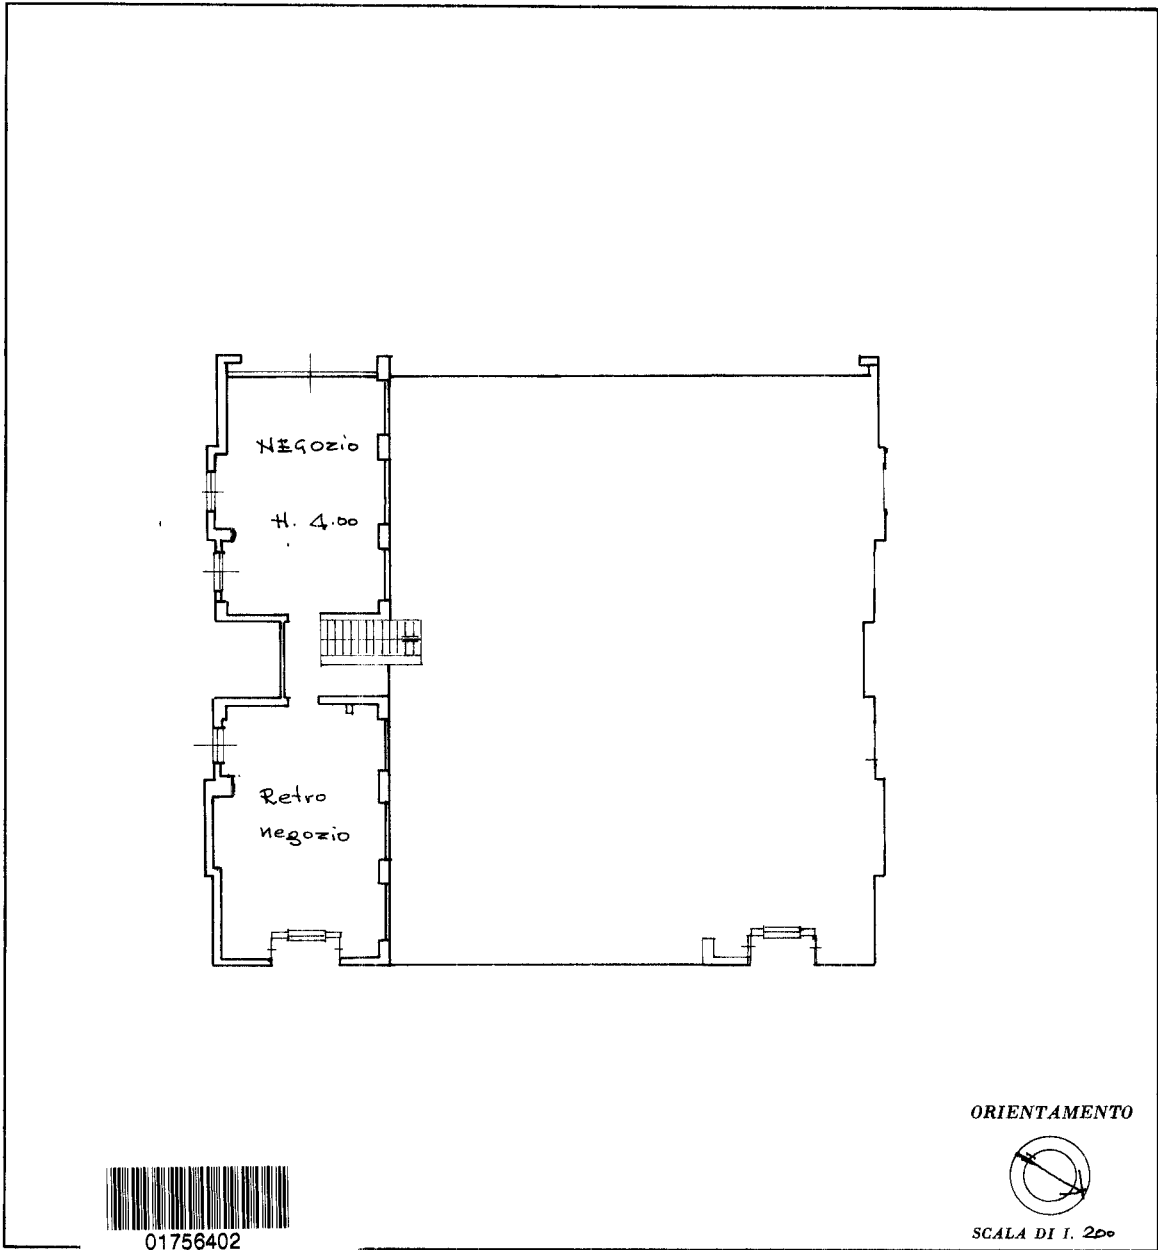 NEGOZIO
H. 4.00
Retro
negozio
ORIENTAMENTO
SCALA DI 1. 200
01756402